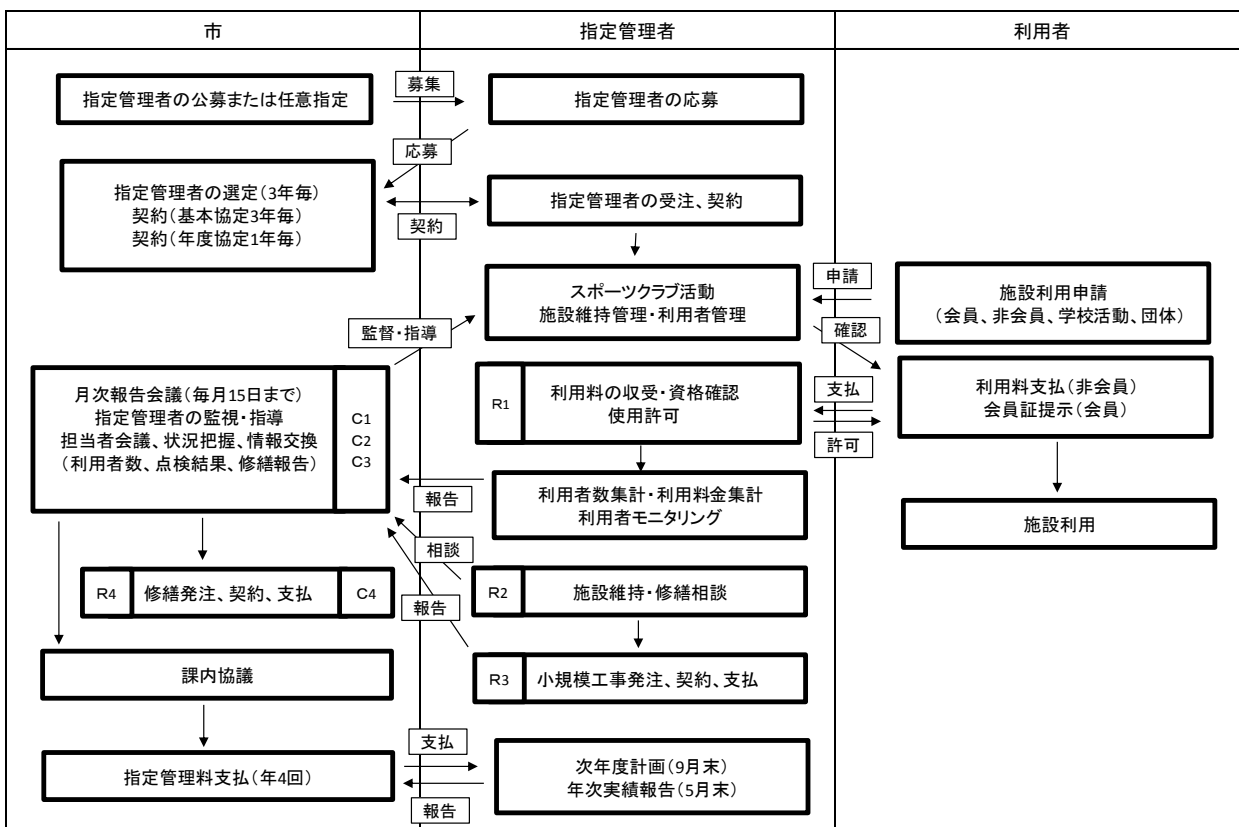 市
指定管理者
利用者
指定管理者の公募または任意指定
募集
指定管理者の応募
応募
指定管理者の選定(3年毎)
契約(基本協定3年毎)
契約(年度協定1年毎)
契約
指定管理者の受注、契約
スポーツクラブ活動
施設維持管理・利用者管理
申請
施設利用申請
(会員、非会員、学校活動、団体)
監督・指導
確認
月次報告会議(毎月15日まで)
指定管理者の監視・指導
担当者会議、状況把握、情報交換
(利用者数、点検結果、修繕報告)
C1
C2
C3
R1
利用料の収受・資格確認
使用許可
支払
許可
利用料支払(非会員)
会員証提示(会員)
報告
利用者数集計・利用料金集計
利用者モニタリング
施設利用
相談
R4
修繕発注、契約、支払
C4
報告
R2
施設維持・修繕相談
課内協議
R3
小規模工事発注、契約、支払
支払
指定管理料支払(年4回)
次年度計画(9月末)
年次実績報告(5月末)
報告